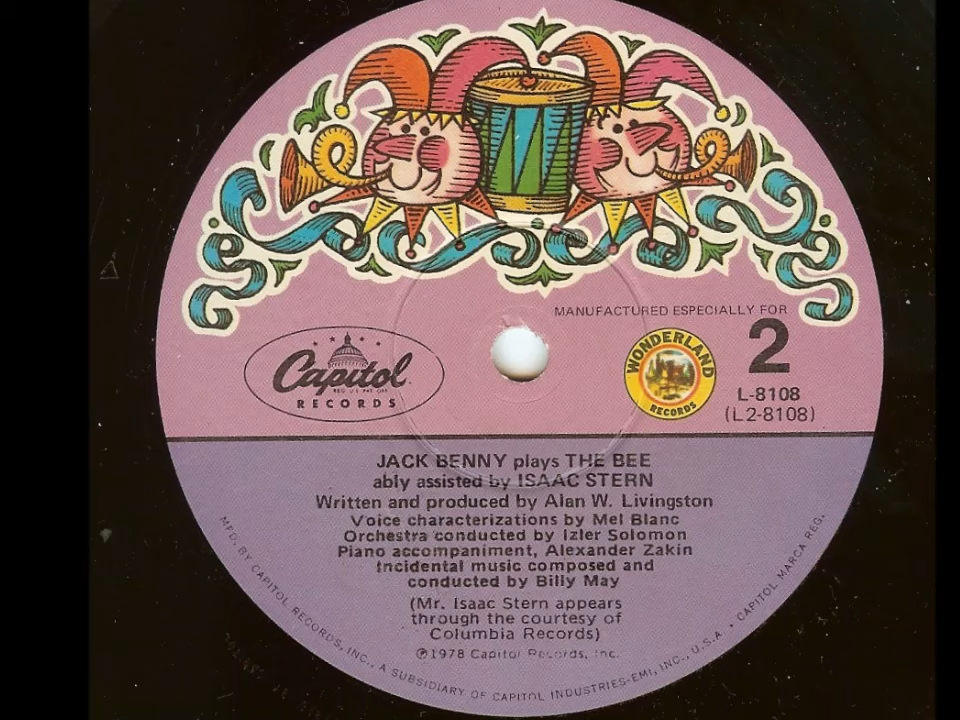 MANUFACTURED ESPECIALLY FOR
Capitol
REG. U.S. PAT. OFF.
RECORDS
WONDERLAND
RECORDS
2
L-8108
(L2-8108)
JACK BENNY plays THE BEE
ably assisted by ISAAC STERN
Written and produced by Alan W. Livingston
Voice characterizations by Mel Blanc
Orchestra conducted by Izler Solomon
Piano accompaniment, Alexander Zakin
Incidental music composed and
conducted by Billy May
(Mr. Isaac Stern appears
through the courtesy of
Columbia Records)
℗1978 Capitol Records, Inc.
MFD. BY CAPITOL RECORDS, INC., A SUBSIDIARY OF CAPITOL INDUSTRIES-EMI, INC., U.S.A. • CAPITOL MARCA REG.